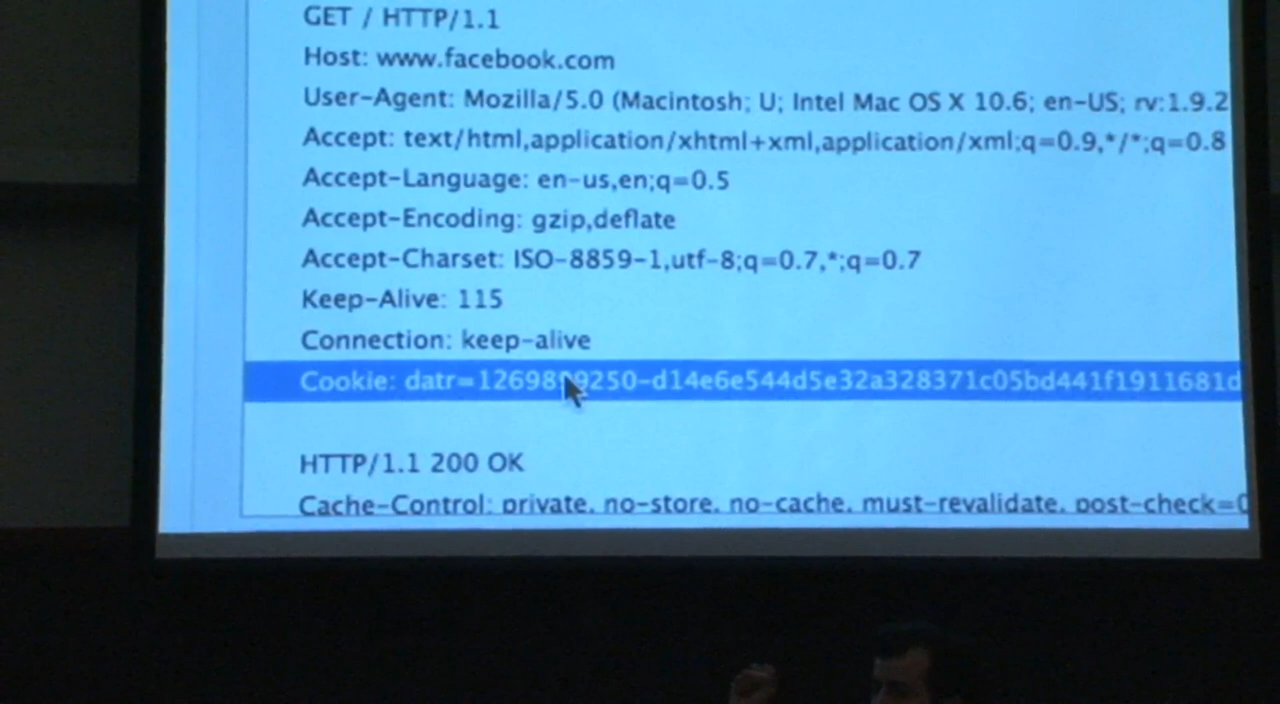 GET / HTTP/1.1
Host: www.facebook.com
User-Agent: Mozilla/5.0 (Macintosh; U; Intel Mac OS X 10.6; en-US; rv:1.9.2
Accept: text/html,application/xhtml+xml,application/xml;q=0.9,*/*;q=0.8
Accept-Language: en-us,en;q=0.5
Accept-Encoding: gzip,deflate
Accept-Charset: ISO-8859-1,utf-8;q=0.7,*;q=0.7
Keep-Alive: 115
Connection: keep-alive
Cookie:
HTTP/1.1 200 OK
Cache-Control: private, no-store, no-cache, must-revalidate, post-check=0